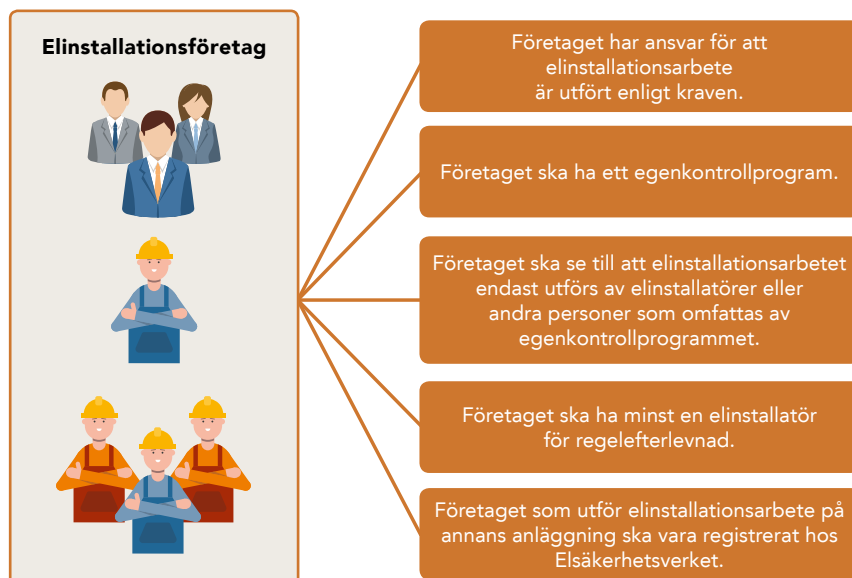 Elinstallationsföretag
Företaget har ansvar för att
elinstallationsarbete
är utfört enligt kraven.
Företaget ska ha ett egenkontrollprogram.
Företaget ska se till att elinstallationsarbetet
endast utförs av elinstallatörer eller
andra personer som omfattas av
egenkontrollprogrammet.
Företaget ska ha minst en elinstallatör
för regelefterlevnad.
Företaget som utför elinstallationsarbete på
annans anläggning ska vara registrerat hos
Elsäkerhetsverket.